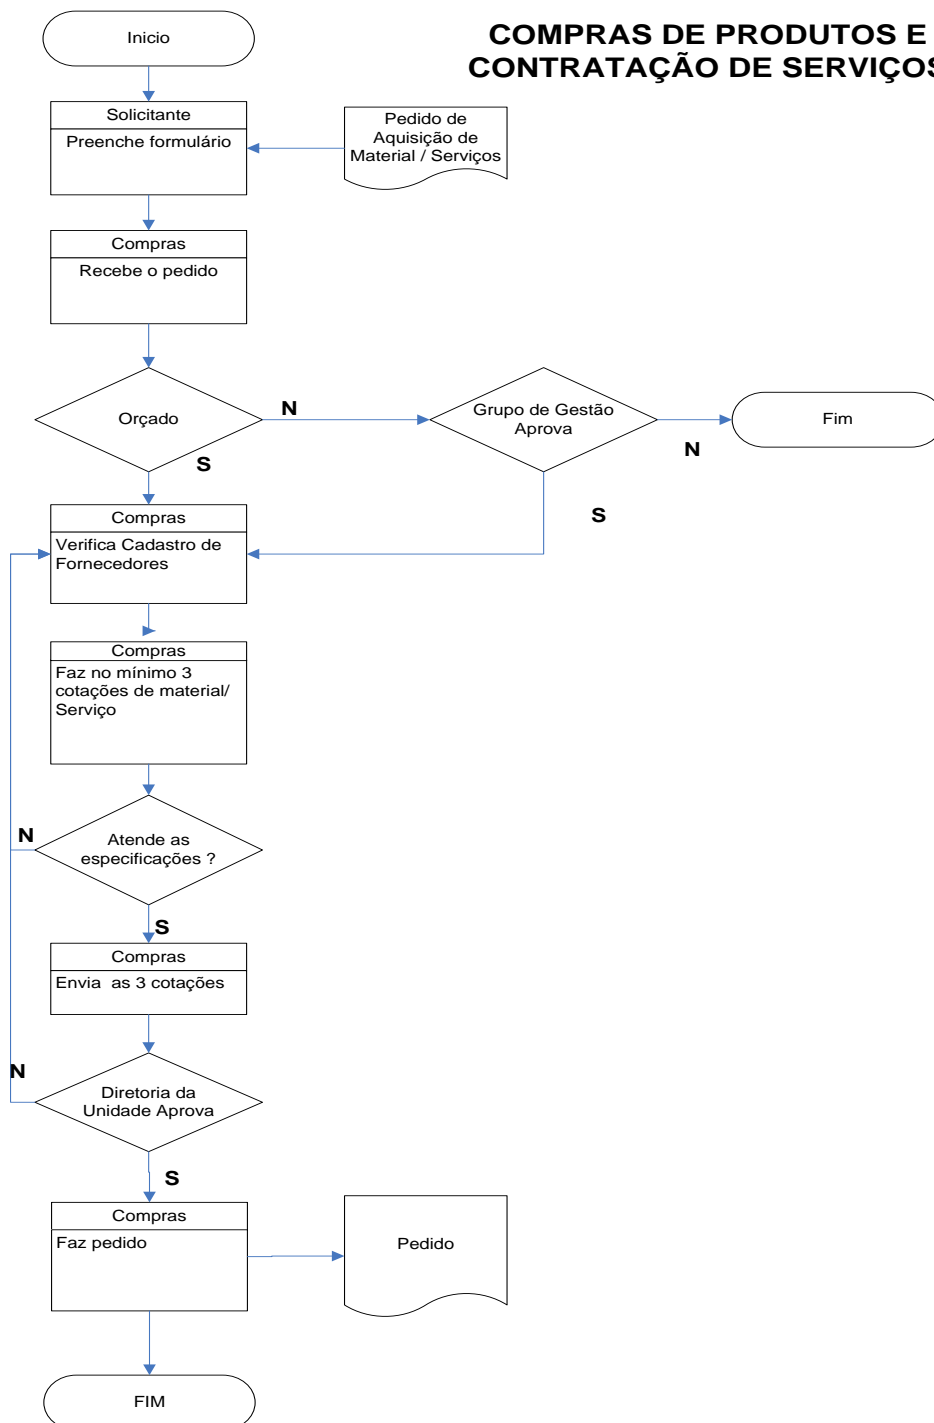 COMPRAS DE PRODUTOS E
CONTRATAÇÃO DE SERVIÇOS
Inicio
Solicitante
Preenche formulário
Pedido de
Aquisição de
Material / Serviços
Compras
Recebe o pedido
Orçado
N
Grupo de Gestão
Aprova
N
Fim
S
S
Compras
Verifica Cadastro de
Fornecedores
Compras
Faz no mínimo 3
cotações de material/
Serviço
Atende as
especificações ?
N
S
Compras
Envia  as 3 cotações
N
Diretoria da
Unidade Aprova
S
Compras
Faz pedido
Pedido
FIM